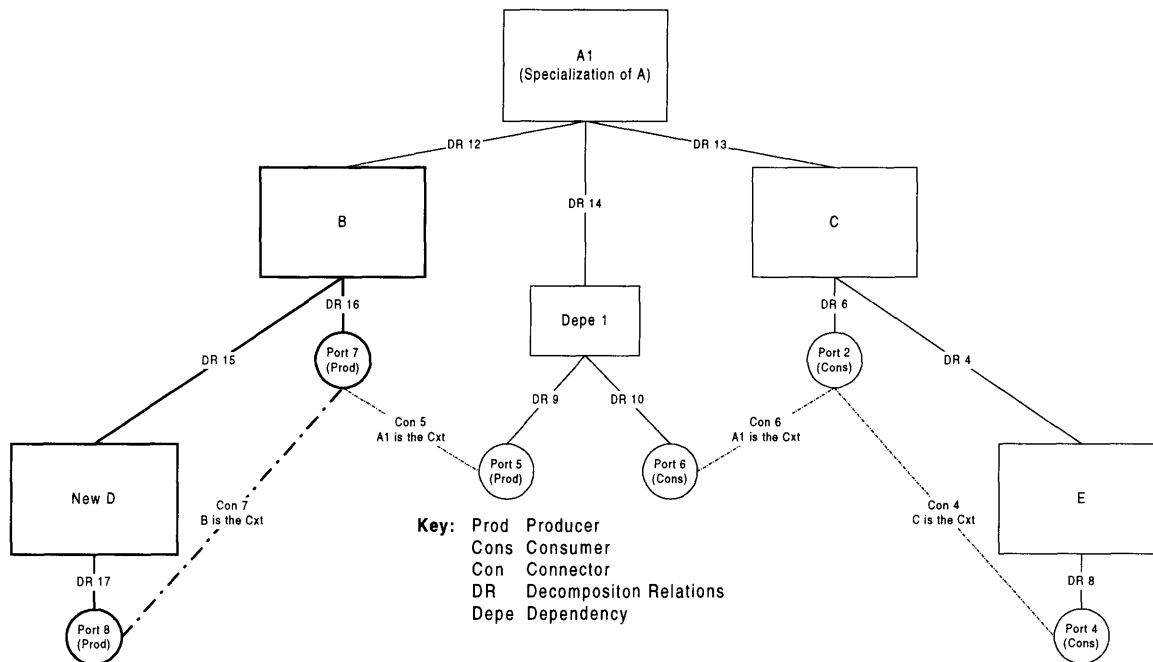 A1
(Specialization of A)
DR 12
DR 13
DR 14
B
C
DR 16
DR 6
Depe 1
Port 7
(Prod)
Port 2
(Cons)
DR 15
DR 4
DR 9
DR 10
Con 5
A1 is the Cxt
Con 6
A1 is the Cxt
Port 5
(Prod)
Port 6
(Cons)
New D
E
Con 7
B is the Cxt
Con 4
C is the Cxt
Key: Prod Producer
Cons Consumer
Con Connector
DR Decompositon Relations
Depe Dependency
DR 17
DR 8
Port 8
(Prod)
Port 4
(Cons)